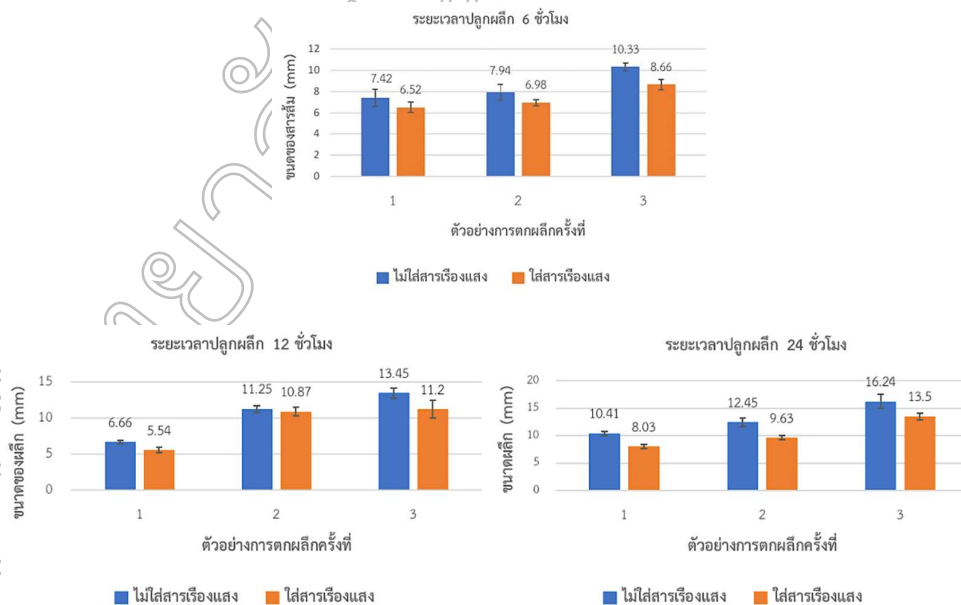 ระยะเวลาปลูกผลึก 6 ชั่วโมง
ขนดของสารส้ม (mm)
12
10
8
6
4
2
0
7.42
6.52
7.94
6.98
10.33
8.66
1 2 3
ตัวอย่างการตกผลึกครั้งที่
ไม่ใส่สารเรืองแสง ใส่สารเรืองแสง
ระยะเวลาปลูกผลึก 12 ชั่วโมง
ขนาดของผลึก (mm)
15
10
5
0
6.66
5.54
11.25
10.87
13.45
11.2
1 2 3
ตัวอย่างการตกผลึกครั้งที่
ไม่ใส่สารเรืองแสง ใส่สารเรืองแสง
ระยะเวลาปลูกผลึก 24 ชั่วโมง
ขนาดผลึก (mm)
20
15
10
5
0
10.41
8.03
12.45
9.63
16.24
13.5
1 2 3
ตัวอย่างการตกผลึกครั้งที่
ไม่ใส่สารเรืองแสง ใส่สารเรืองแสง